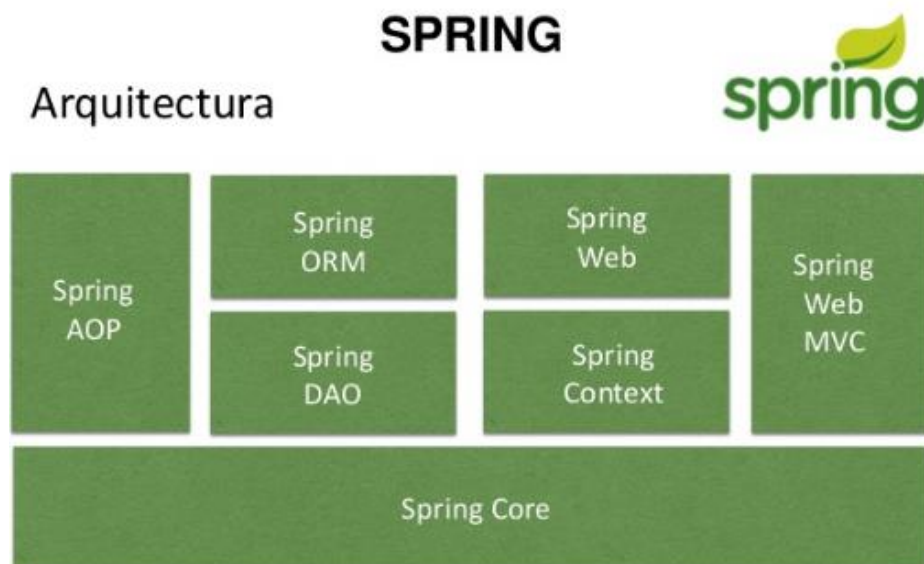 SPRING
Arquitectura
spring
Spring
AOP
Spring
ORM
Spring
DAO
Spring
Web
Spring
Context
Spring
Web
MVC
Spring Core